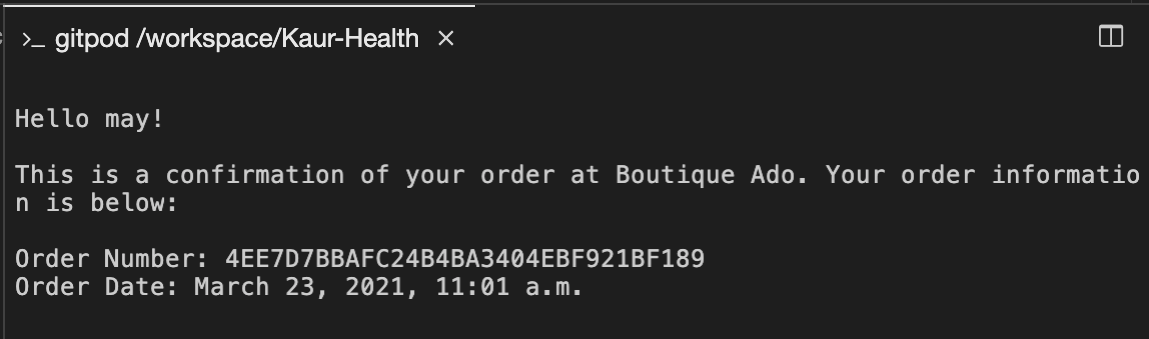 >_ gitpod /workspace/Kaur-Health ×
Hello may!
This is a confirmation of your order at Boutique Ado. Your order informatio
n is below:
Order Number: 4EE7D7BBAFC24B4BA3404EBF921BF189
Order Date: March 23, 2021, 11:01 a.m.